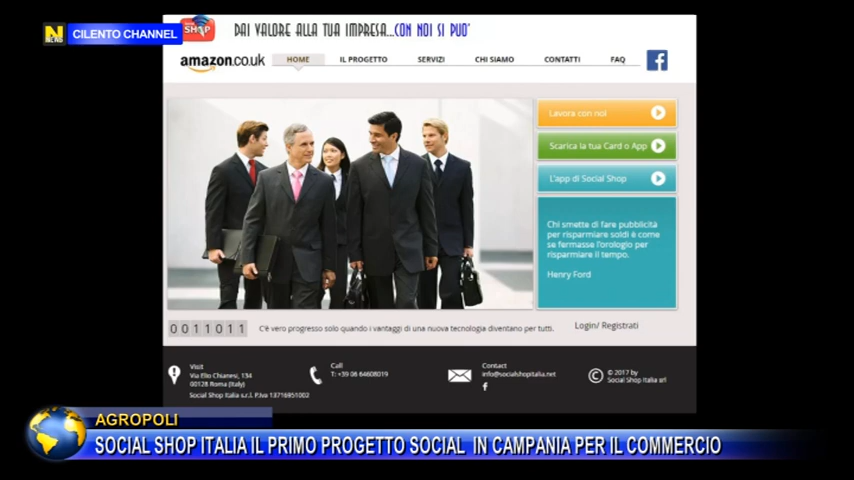 N
CILENTO CHANNEL
SHOP
DAI VALORE ALLA TUA IMPRESA...CON NOI SI PUO'
amazon.co.uk
HOME
IL PROGETTO
SERVIZI
CHI SIAMO
CONTATTI
FAQ
f
Lavora con noi
Scarica la tua Card o App
L'app di Social Shop
Chi smette di fare pubblicità
per risparmiare soldi è come
se fermasse l'orologio per
risparmiare il tempo.
Henry Ford
0011011
C'è vero progresso solo quando i vantaggi di una nuova tecnologia diventano per tutti.
Login/ Registrati
Visit
Via Elio Chianesi, 134
00128 Roma (Italy)
Social Shop Italia s.r.l. P.Iva 13716951002
Call
T: +39 06 64608019
Contact
info@socialshopitalia.net
f
© 2017 by
Social Shop Italia srl
AGROPOLI
SOCIAL SHOP ITALIA IL PRIMO PROGETTO SOCIAL IN CAMPANIA PER IL COMMERCIO